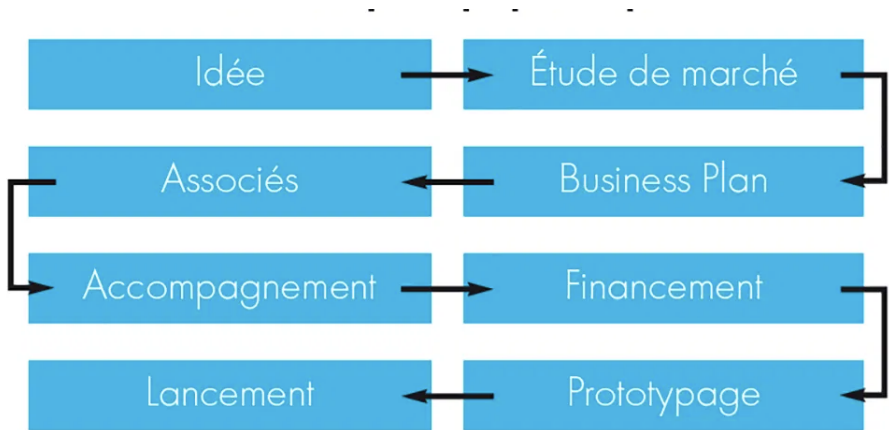 Idée
Étude de marché
Business Plan
Associés
Accompagnement
Financement
Prototypage
Lancement